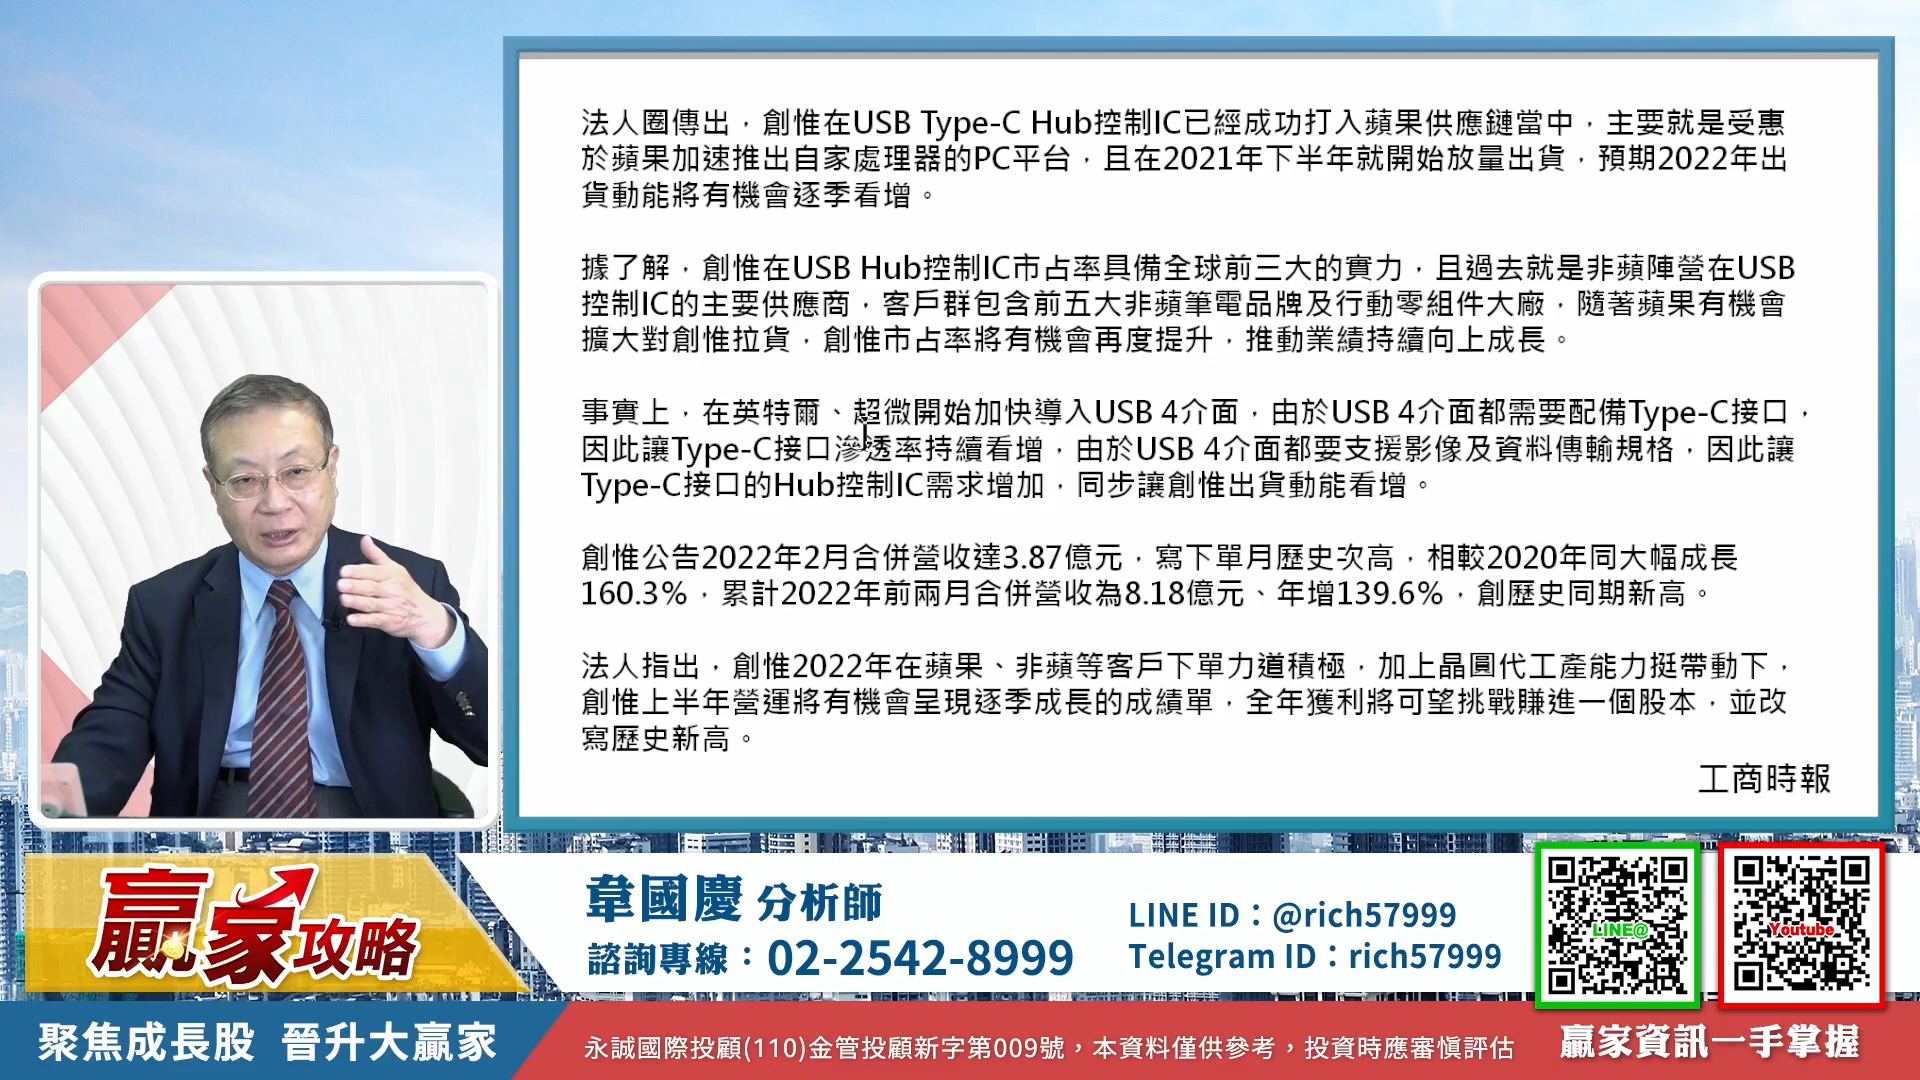 法人圈傳出，創惟在USB Type-C Hub控制IC已經成功打入蘋果供應鏈當中，主要就是受惠
於蘋果加速推出自家處理器的PC平台，且在2021年下半年就開始放量出貨，預期2022年出
貨動能將有機會逐季看增。
據了解，創惟在USB Hub控制IC市占率具備全球前三大的實力，且過去就是非蘋陣營在USB
控制IC的主要供應商，客戶群包含前五大非蘋筆電品牌及行動零組件大廠，隨著蘋果有機會
擴大對創惟拉貨，創惟市占率將有機會再度提升，推動業績持續向上成長。
事實上，在英特爾、超微開始加快導入USB 4介面，由於USB 4介面都需要配備Type-C接口，
因此讓Type-C接口滲透率持續看增，由於USB 4介面都要支援影像及資料傳輸規格，因此讓
Type-C接口的Hub控制IC需求增加，同步讓創惟出貨動能看增。
創惟公告2022年2月合併營收達3.87億元，寫下單月歷史次高，相較2020年同大幅成長
160.3%，累計2022年前兩月合併營收為8.18億元、年增139.6%，創歷史同期新高。
法人指出，創惟2022年在蘋果、非蘋等客戶下單力道積極，加上晶圓代工產能力挺帶動下，
創惟上半年營運將有機會呈現逐季成長的成績單，全年獲利將可望挑戰賺進一個股本，並改
寫歷史新高。
工商時報
贏家攻略
韋國慶 分析師
諮詢專線：02-2542-8999
LINE ID：@rich57999
Telegram ID：rich57999
LINE@
Youtube
聚焦成長股 晉升大贏家
永誠國際投顧(110)金管投顧新字第009號，本資料僅供參考，投資時應審慎評估
贏家資訊一手掌握